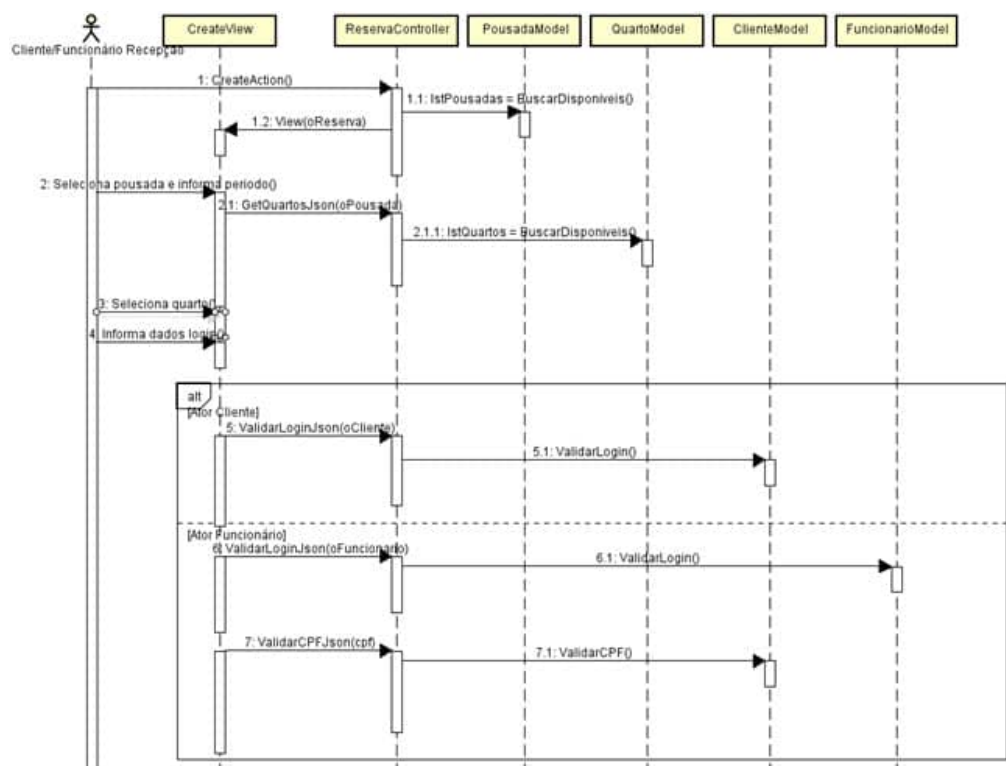 CreateView
ReservaController
PousadaModel
QuartoModel
ClienteModel
FuncionarioModel
Cliente/Funcionário Recepção
1: CreateAction()
1.1: lstPousadas = BuscarDisponiveis()
1.2: View(oReserva)
2: Seleciona pousada e informa periodo()
2.1: GetQuartosJson(oPousada)
2.1.1: lstQuartos = BuscarDisponiveis()
3: Seleciona quarto()
4: Informa dados login()
alt
[Ator Cliente]
5: ValidarLoginJson(oCliente)
5.1: ValidarLogin()
[Ator Funcionário]
6: ValidarLoginJson(oFuncionario)
6.1: ValidarLogin()
7: ValidarCPFJson(cpf)
7.1: ValidarCPF()